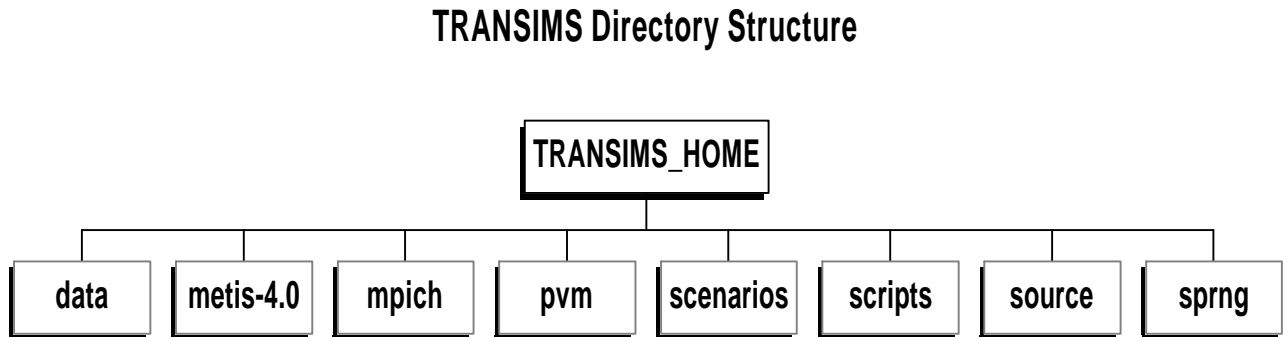 TRANSIMS Directory Structure
TRANSIMS_HOME
data
metis-4.0
mpich
pvm
scenarios
scripts
source
sprng